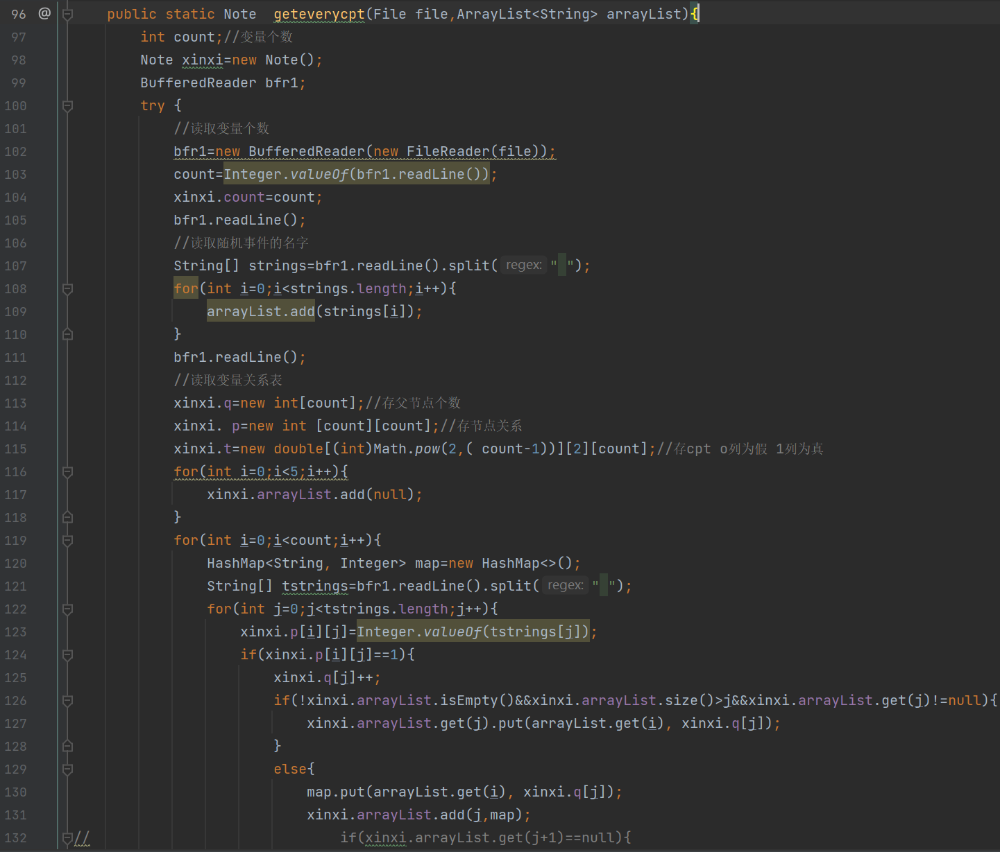 96 @ public static Note  geteverycpt(File file,ArrayList<String> arrayList){
97 int count;//变量个数
98 Note xinxi=new Note();
99 BufferedReader bfr1;
100 try {
101 //读取变量个数
102 bfr1=new BufferedReader(new FileReader(file));
103 count=Integer.valueOf(bfr1.readLine());
104 xinxi.count=count;
105 bfr1.readLine();
106 //读取随机事件的名字
107 String[] strings=bfr1.readLine().split( regex: " ");
108 for(int i=0;i<strings.length;i++){
109 arrayList.add(strings[i]);
110 }
111 bfr1.readLine();
112 //读取变量关系表
113 xinxi.q=new int[count];//存父节点个数
114 xinxi. p=new int [count][count];//存节点关系
115 xinxi.t=new double[(int)Math.pow(2,( count-1))][2][count];//存cpt o列为假 1列为真
116 for(int i=0;i<5;i++){
117 xinxi.arrayList.add(null);
118 }
119 for(int i=0;i<count;i++){
120 HashMap<String, Integer> map=new HashMap<>();
121 String[] tstrings=bfr1.readLine().split( regex: " ");
122 for(int j=0;j<tstrings.length;j++){
123 xinxi.p[i][j]=Integer.valueOf(tstrings[j]);
124 if(xinxi.p[i][j]==1){
125 xinxi.q[j]++;
126 if(!xinxi.arrayList.isEmpty()&&xinxi.arrayList.size()>j&&xinxi.arrayList.get(j)!=null){
127 xinxi.arrayList.get(j).put(arrayList.get(i), xinxi.q[j]);
128 }
129 else{
130 map.put(arrayList.get(i), xinxi.q[j]);
131 xinxi.arrayList.add(j,map);
132 // if(xinxi.arrayList.get(j+1)==null){